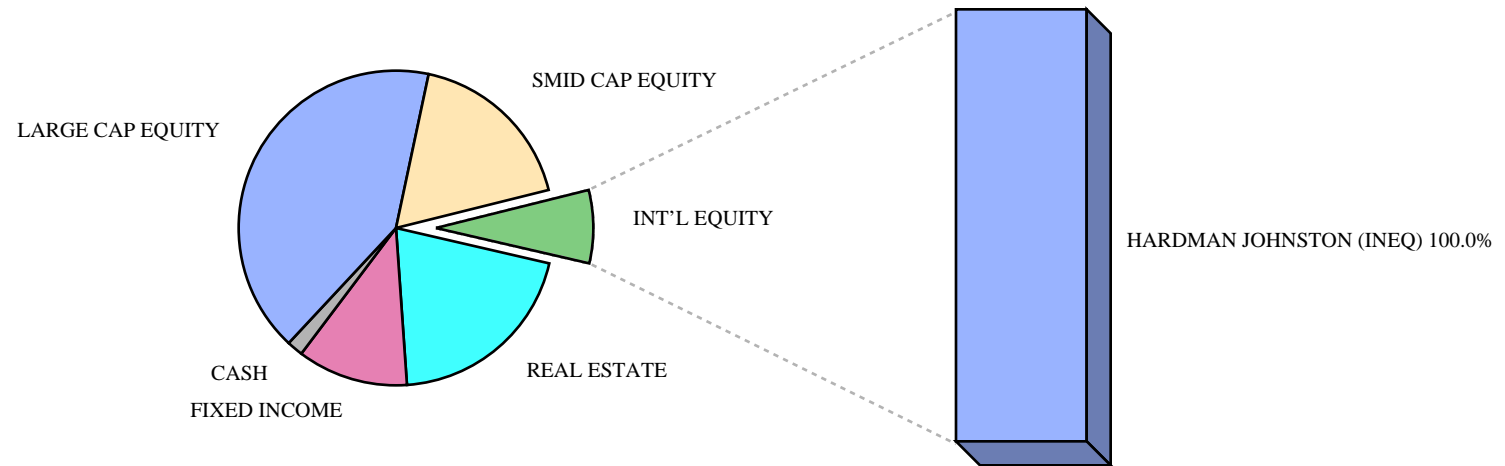 SMID CAP EQUITY
LARGE CAP EQUITY
INT'L EQUITY
HARDMAN JOHNSTON (INEQ) 100.0%
REAL ESTATE
CASH
FIXED INCOME